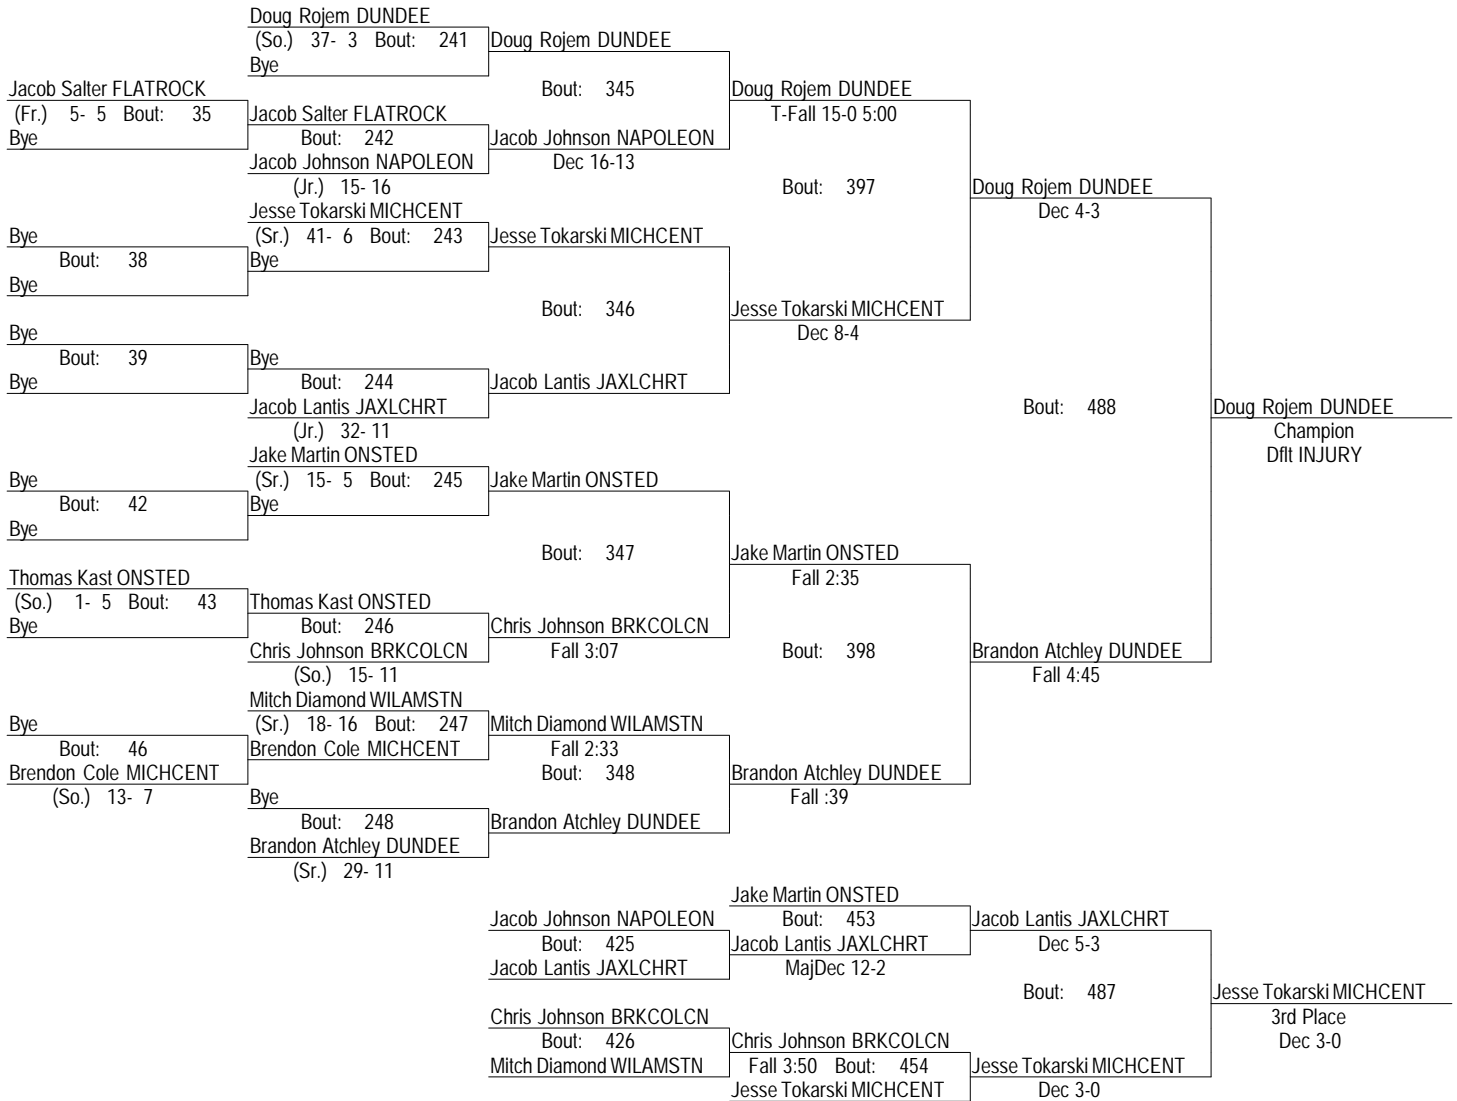 Doug Rojem DUNDEE
(So.) 37- 3 Bout: 241 Doug Rojem DUNDEE
Bye
Jacob Salter FLATROCK Bout: 345 Doug Rojem DUNDEE
(Fr.) 5- 5 Bout: 35 Jacob Salter FLATROCK T-Fall 15-0 5:00
Bye Bout: 242 Jacob Johnson NAPOLEON
Jacob Johnson NAPOLEON Dec 16-13
(Jr.) 15- 16 Bout: 397 Doug Rojem DUNDEE
Jesse Tokarski MICHCENT Dec 4-3
Bye (Sr.) 41- 6 Bout: 243 Jesse Tokarski MICHCENT
Bout: 38 Bye
Bye
Bout: 346 Jesse Tokarski MICHCENT
Bye Dec 8-4
Bout: 39 Bye
Bye Bout: 244 Jacob Lantis JAXLCHRT
Jacob Lantis JAXLCHRT Bout: 488 Doug Rojem DUNDEE
(Jr.) 32- 11 Champion
Jake Martin ONSTED Dflt INJURY
Bye (Sr.) 15- 5 Bout: 245 Jake Martin ONSTED
Bout: 42 Bye
Bye
Bout: 347 Jake Martin ONSTED
Thomas Kast ONSTED Fall 2:35
(So.) 1- 5 Bout: 43 Thomas Kast ONSTED
Bye Bout: 246 Chris Johnson BRKCOLCN
Chris Johnson BRKCOLCN Fall 3:07 Bout: 398 Brandon Atchley DUNDEE
(So.) 15- 11 Fall 4:45
Mitch Diamond WILAMSTN
Bye (Sr.) 18- 16 Bout: 247 Mitch Diamond WILAMSTN
Bout: 46 Brendon Cole MICHCENT Fall 2:33
Brendon Cole MICHCENT Bout: 348 Brandon Atchley DUNDEE
(So.) 13- 7 Bye Fall :39
Bout: 248 Brandon Atchley DUNDEE
Brandon Atchley DUNDEE
(Sr.) 29- 11
Jake Martin ONSTED
Jacob Johnson NAPOLEON Bout: 453 Jacob Lantis JAXLCHRT
Bout: 425 Jacob Lantis JAXLCHRT Dec 5-3
Jacob Lantis JAXLCHRT MajDec 12-2
Bout: 487 Jesse Tokarski MICHCENT
Chris Johnson BRKCOLCN 3rd Place
Bout: 426 Chris Johnson BRKCOLCN Dec 3-0
Mitch Diamond WILAMSTN Fall 3:50 Bout: 454 Jesse Tokarski MICHCENT
Jesse Tokarski MICHCENT Dec 3-0